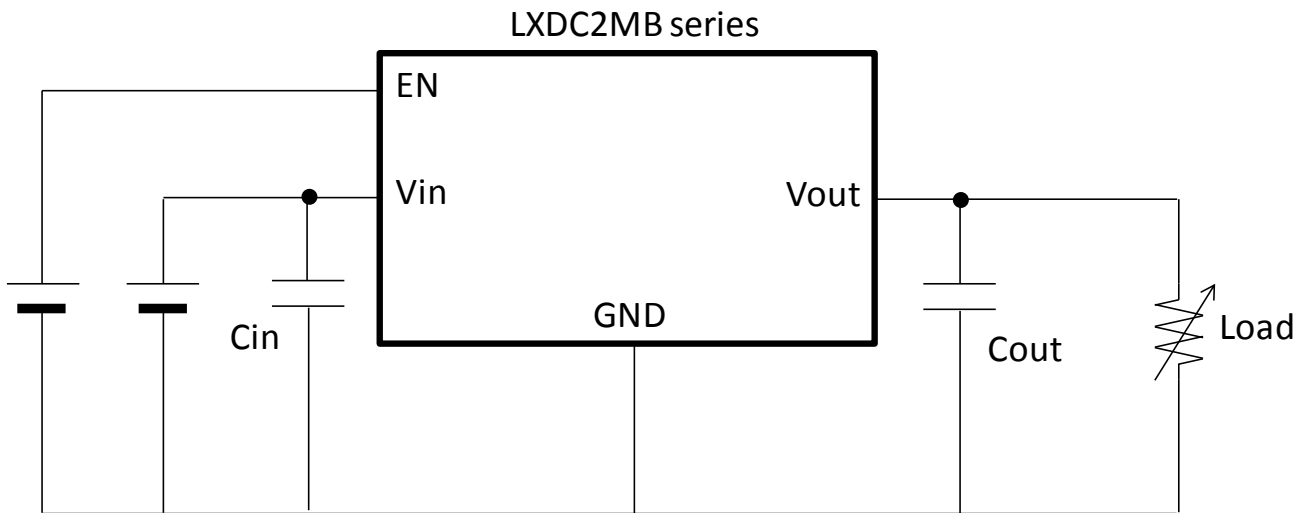 LXDC2MB series
EN
Vin
Vout
GND
Cin
Cout
Load